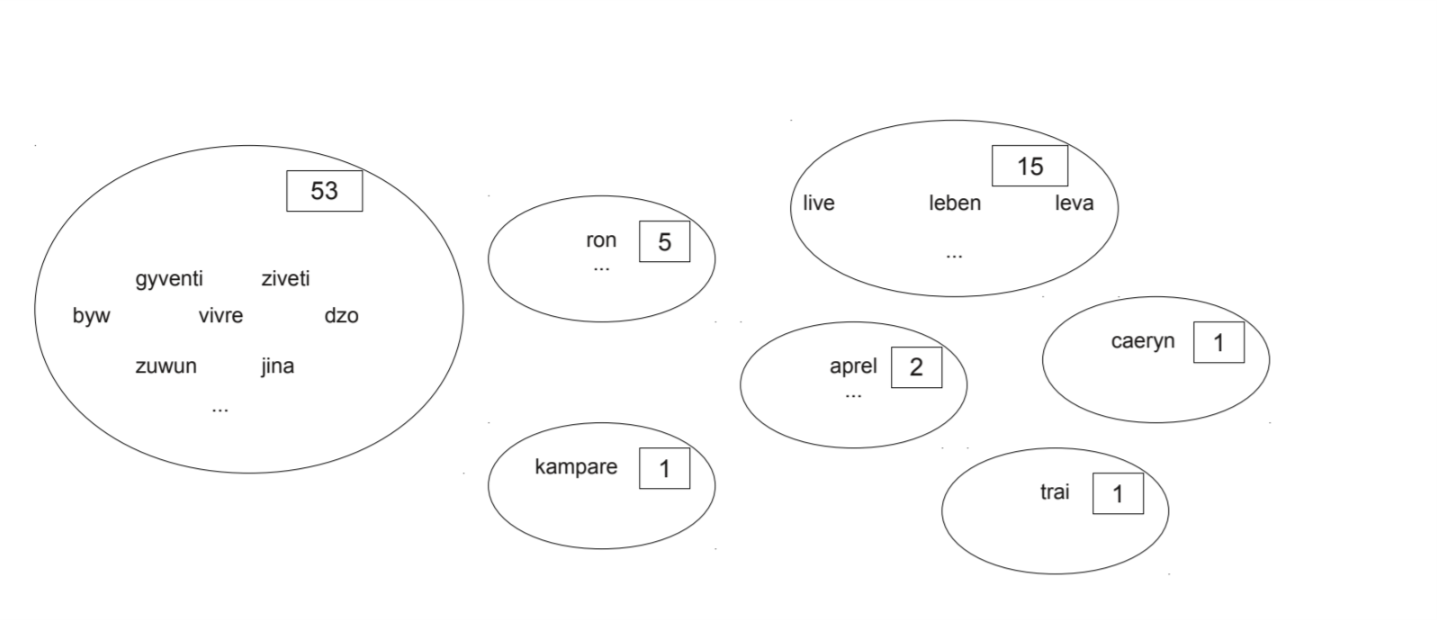 53
gyventi ziveti
byw vivre dzo
zuwun jina
...
ron 5
...
15
live leben leva
...
aprel 2
...
caeryn 1
kampare 1
trai 1